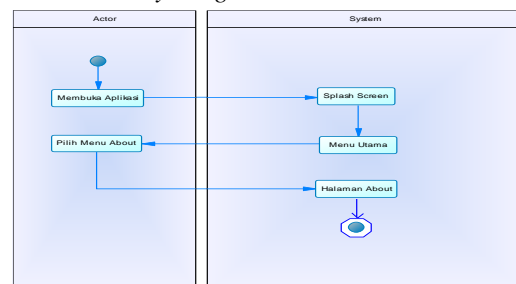 Actor
System
Membuka Aplikasi
Splash Screen
Pilih Menu About
Menu Utama
Halaman About